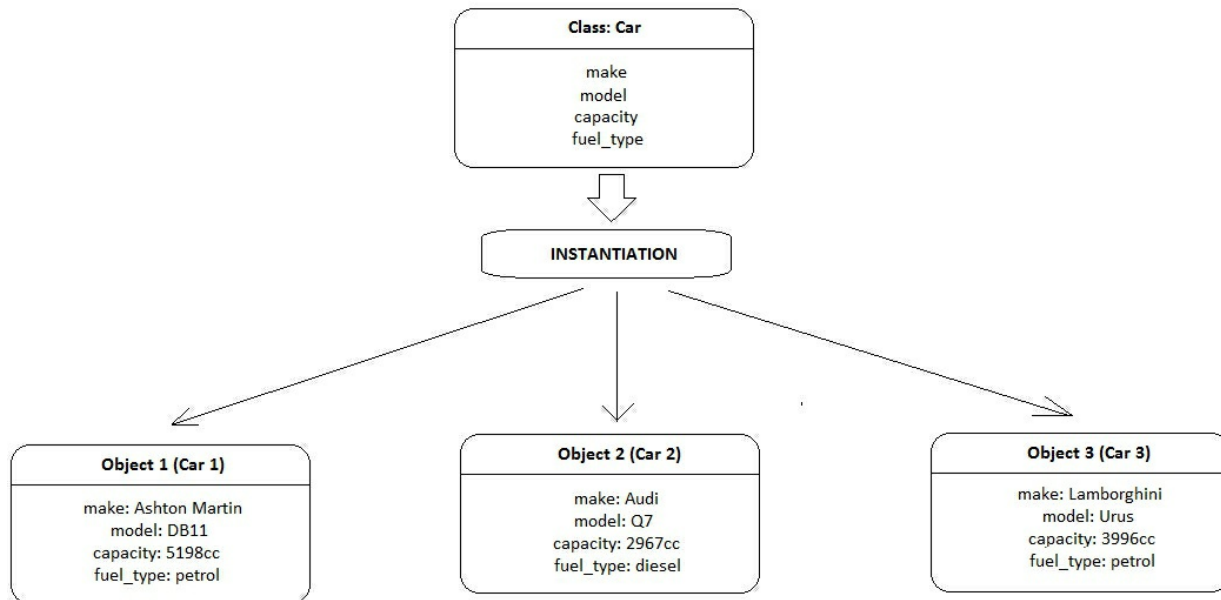 Class: Car
make
model
capacity
fuel_type
INSTANTIATION
Object 1 (Car 1)
make: Ashton Martin
model: DB11
capacity: 5198cc
fuel_type: petrol
Object 2 (Car 2)
make: Audi
model: Q7
capacity: 2967cc
fuel_type: diesel
Object 3 (Car 3)
make: Lamborghini
model: Urus
capacity: 3996cc
fuel_type: petrol